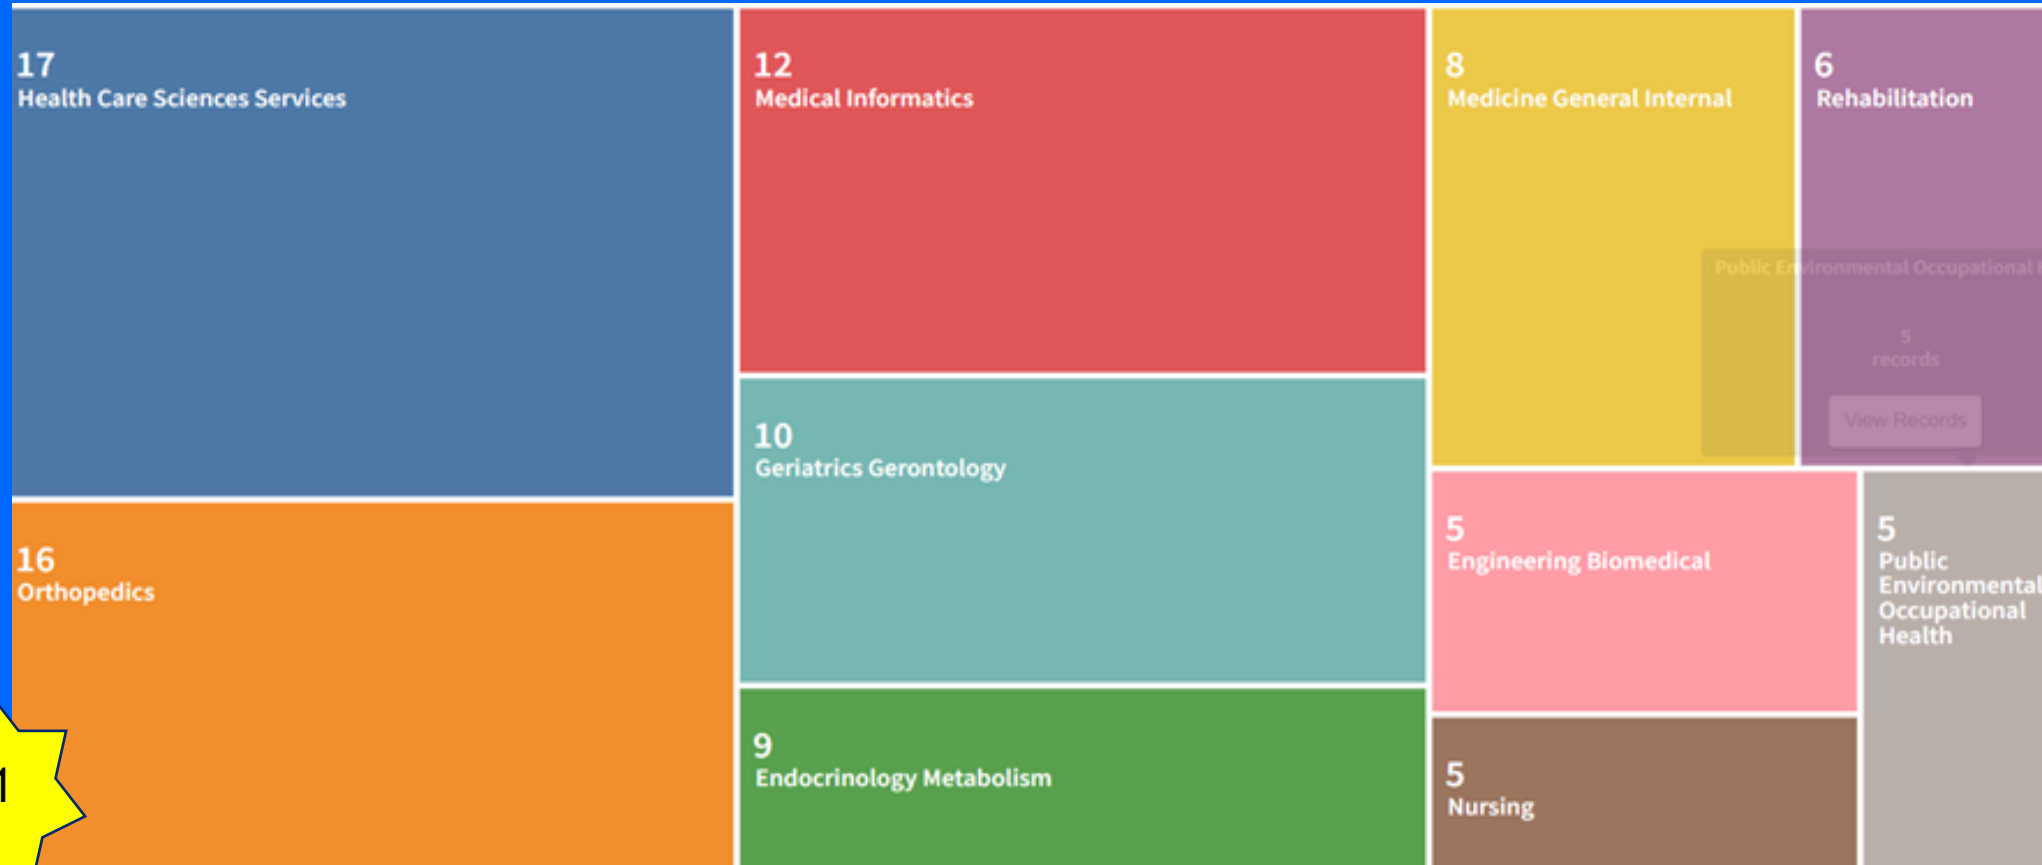 17
Health Care Sciences Services
12
Medical Informatics
8
Medicine General Internal
6
Rehabilitation
Public Environmental Occupational
5
records
View Records
10
Geriatrics Gerontology
16
Orthopedics
5
Engineering Biomedical
5
Public
Environmental
Occupational
Health
9
Endocrinology Metabolism
5
Nursing
1